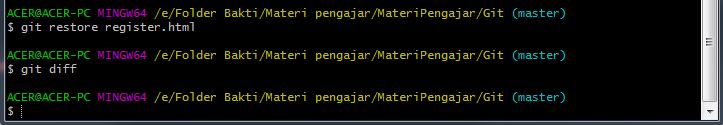 ACER@ACER-PC MINGW64 /e/Folder Bakti/Materi pengajar/MateriPengajar/Git (master)
$ git restore register.html
ACER@ACER-PC MINGW64 /e/Folder Bakti/Materi pengajar/MateriPengajar/Git (master)
$ git diff
ACER@ACER-PC MINGW64 /e/Folder Bakti/Materi pengajar/MateriPengajar/Git (master)
$